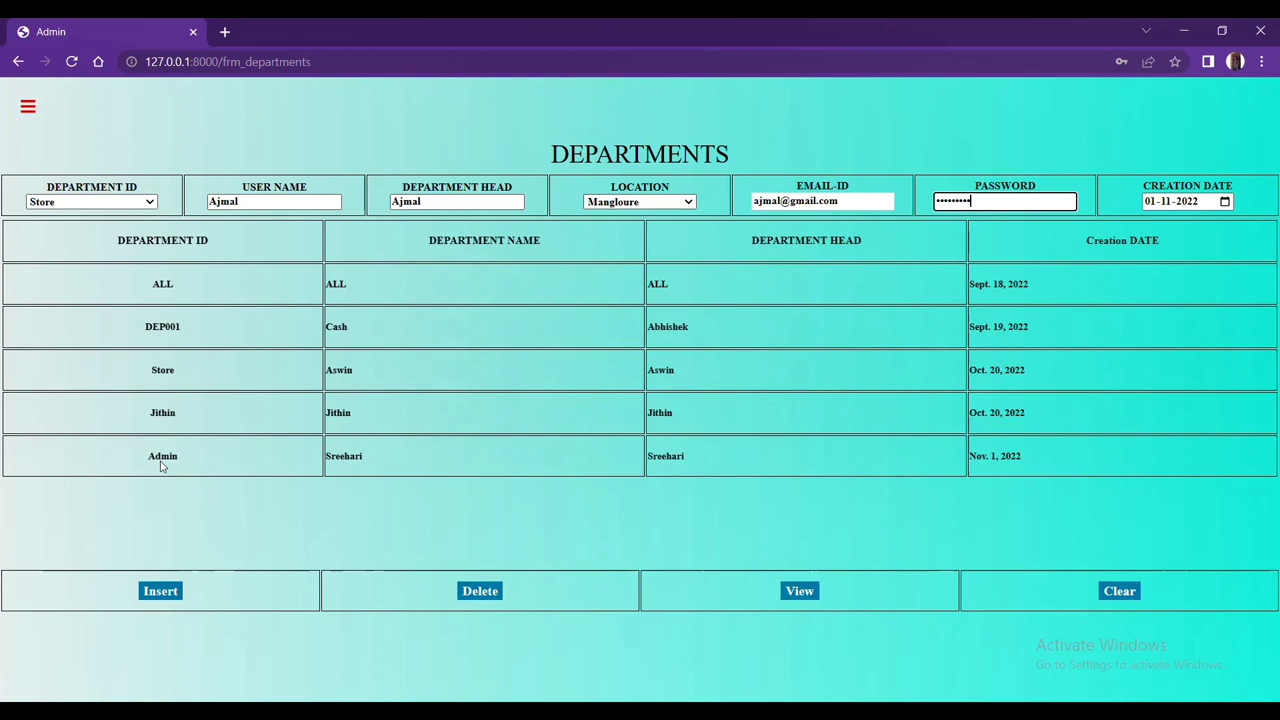 Admin
127.0.0.1:8000/frm_departments
DEPARTMENTS
DEPARTMENT ID USER NAME DEPARTMENT HEAD LOCATION EMAIL-ID PASSWORD CREATION DATE
Store Ajmal Ajmal Mangloure ajmal@gmail.com ••••••••• 01-11-2022
DEPARTMENT ID DEPARTMENT NAME DEPARTMENT HEAD Creation DATE
ALL ALL ALL Sept. 18, 2022
DEP001 Cash Abhishek Sept. 19, 2022
Store Aswin Aswin Oct. 20, 2022
Jithin Jithin Jithin Oct. 20, 2022
Admin Sreehari Sreehari Nov. 1, 2022
Insert Delete View Clear
Activate Windows
Go to Settings to activate Windows.